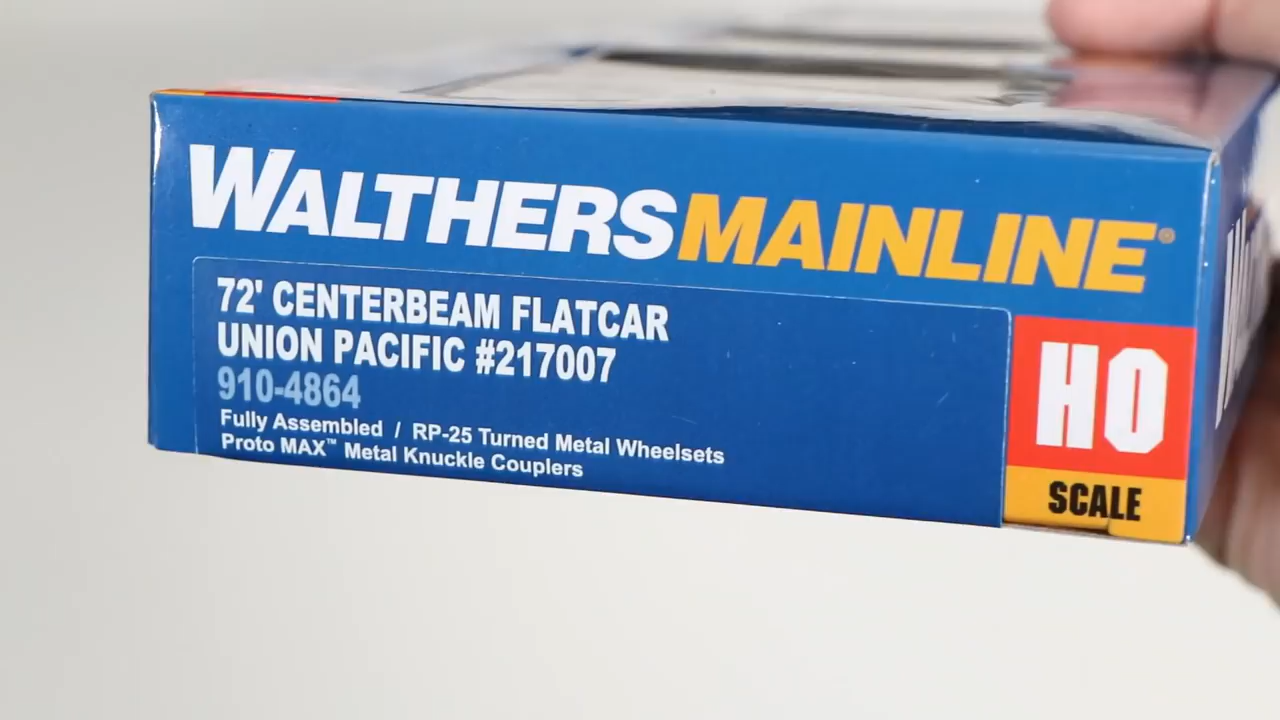 WALTHERSMAINLINE®
72' CENTERBEAM FLATCAR
UNION PACIFIC #217007
910-4864
Fully Assembled / RP-25 Turned Metal Wheelsets
Proto MAX™ Metal Knuckle Couplers
HO
SCALE